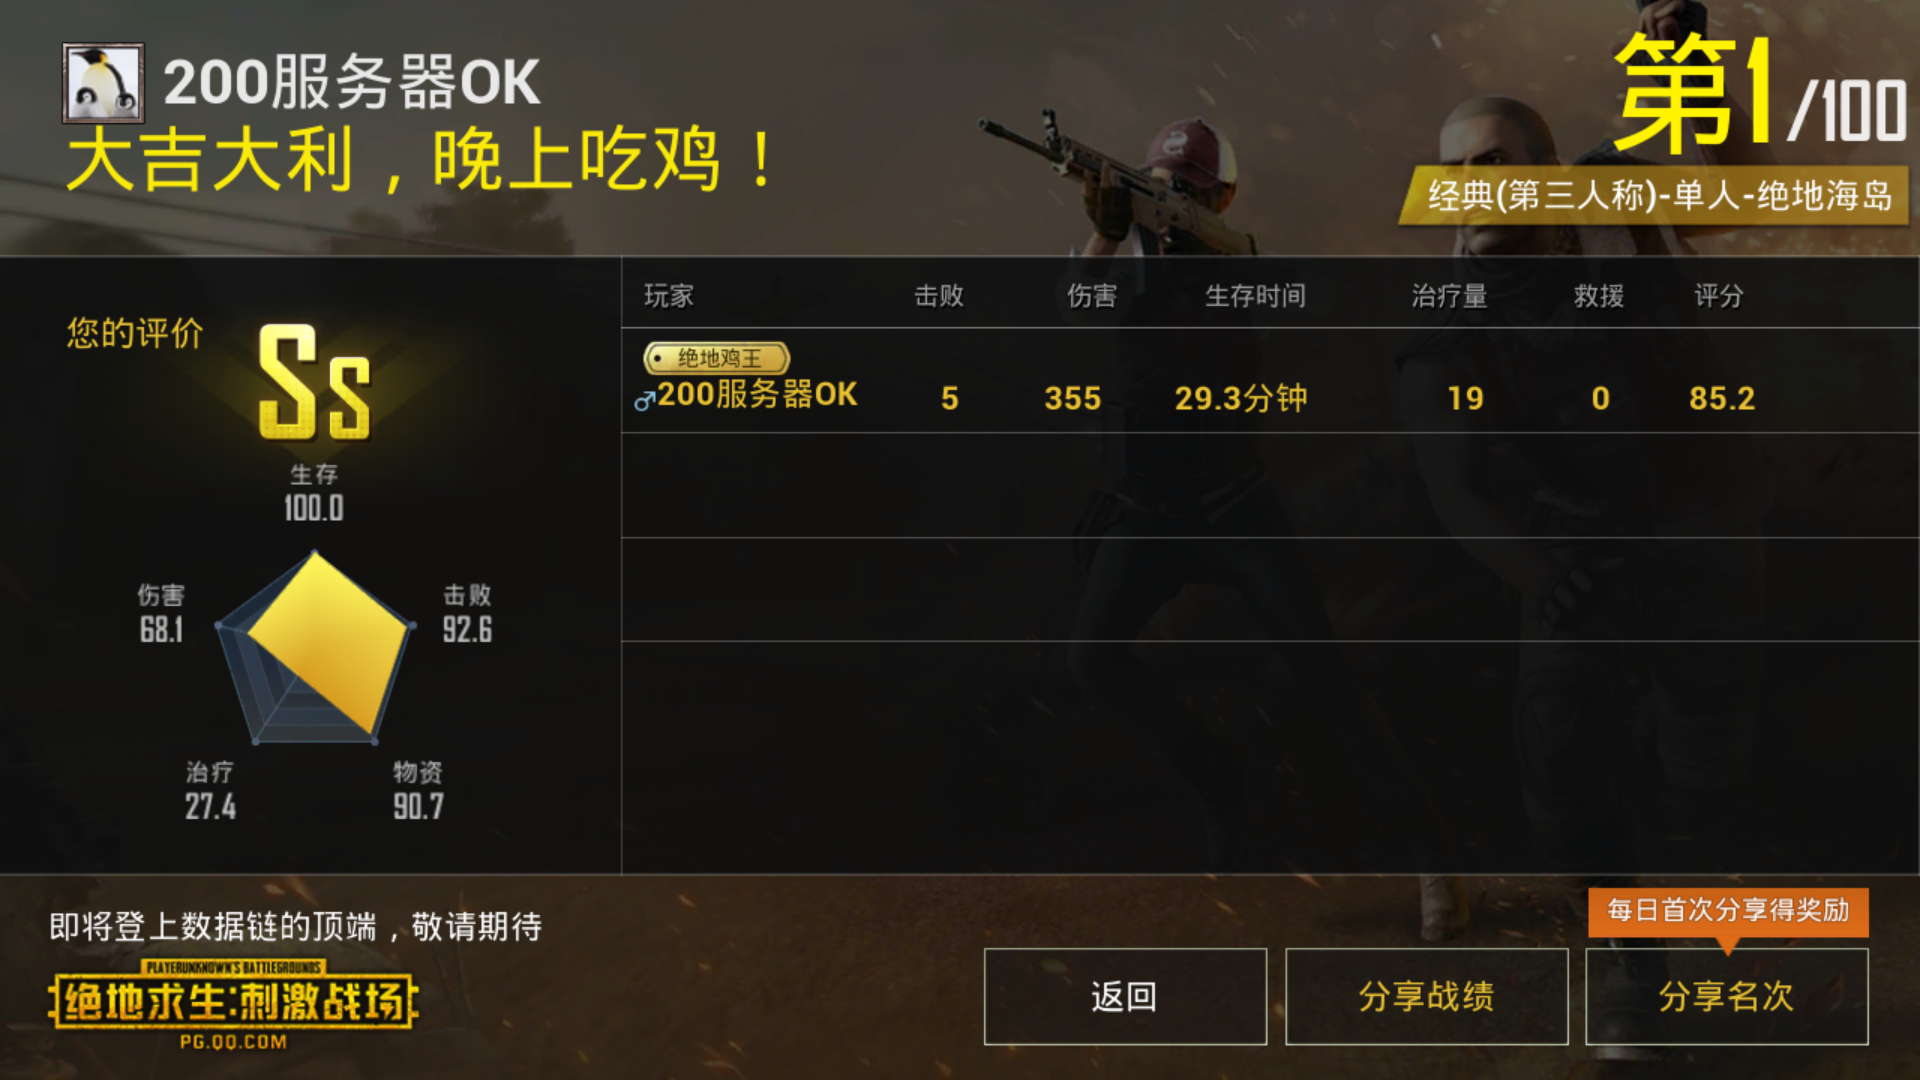 200服务器OK
大吉大利，晚上吃鸡！
第1/100
经典(第三人称)-单人-绝地海岛
您的评价
Ss
生存
100.0
伤害
68.1
击败
92.6
治疗
27.4
物资
90.7
玩家 击败 伤害 生存时间 治疗量 救援 评分
绝地鸡王
♂200服务器OK 5 355 29.3分钟 19 0 85.2
即将登上数据链的顶端，敬请期待
PLAYERUNKNOWN'S BATTLEGROUNDS
绝地求生:刺激战场
PG.QQ.COM
每日首次分享得奖励
返回
分享战绩
分享名次